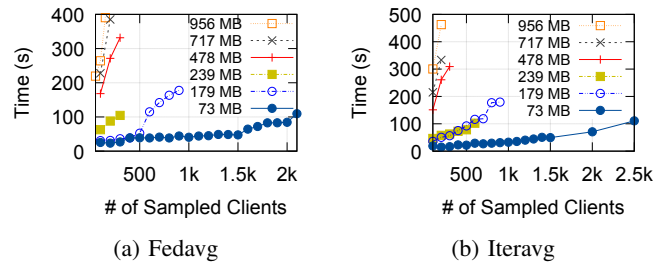 400
300
200
100
0
Time (s)
956 MB
717 MB
478 MB
239 MB
179 MB
73 MB
500
1k
1.5k
2k
# of Sampled Clients
(a) Fedavg
500
400
300
200
100
0
Time (s)
956 MB
717 MB
478 MB
239 MB
179 MB
73 MB
500
1k
1.5k
2k
2.5k
# of Sampled Clients
(b) Iteravg